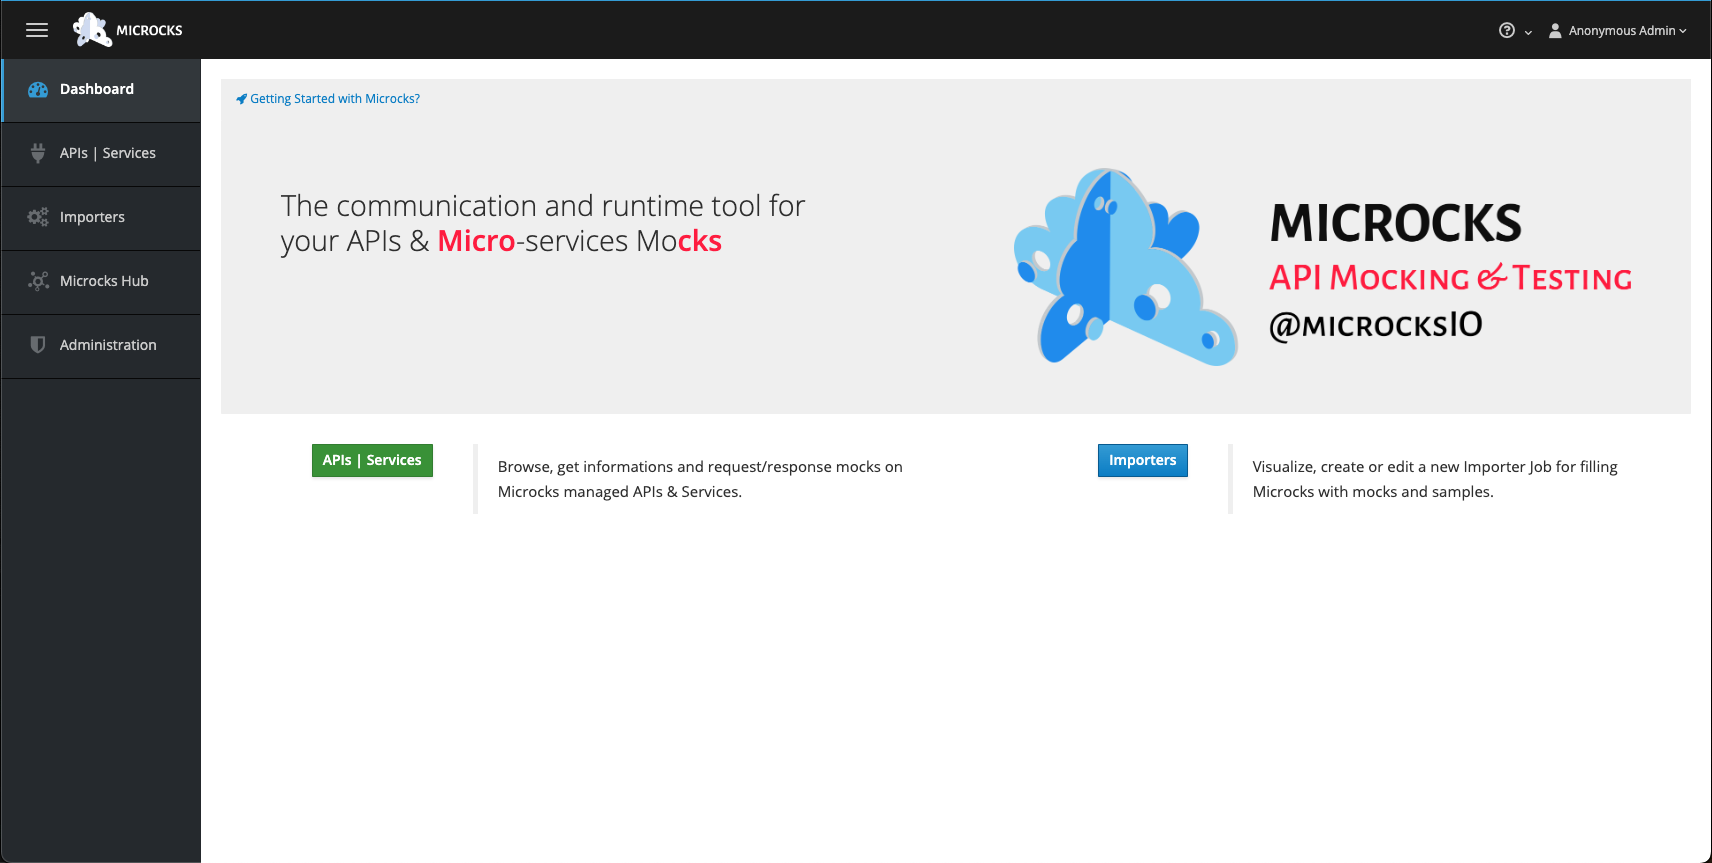 MICROCKS
Anonymous Admin
Dashboard
APIs | Services
Importers
Microcks Hub
Administration
Getting Started with Microcks?
The communication and runtime tool for
your APIs & Micro-services Mocks
MICROCKS
API Mocking & Testing
@microcksIO
APIs | Services
Browse, get informations and request/response mocks on
Microcks managed APIs & Services.
Importers
Visualize, create or edit a new Importer Job for filling
Microcks with mocks and samples.